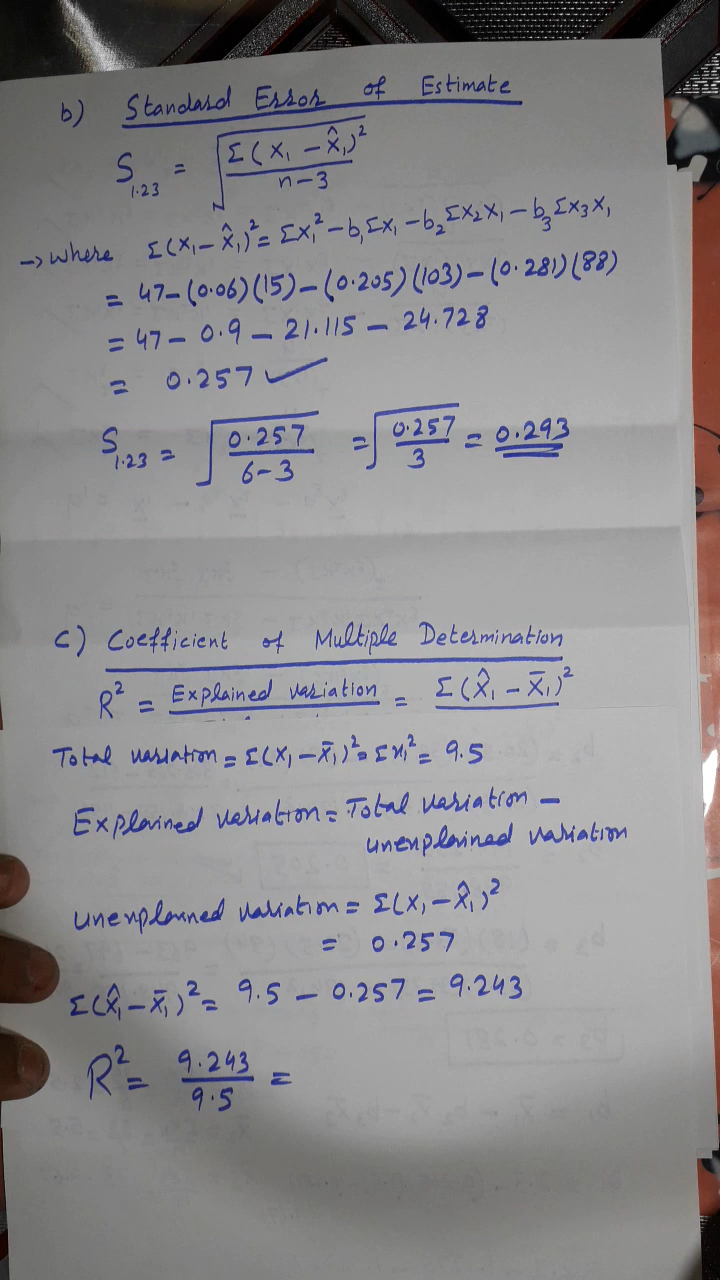 b) Standard Error of Estimate
S₁.₂₃ = √(Σ(X₁ – X̂₁)² / n–3)
→ where Σ(X₁ – X̂₁)² = ΣX₁² – b₁ΣX₁ – b₂ΣX₂X₁ – b₃ΣX₃X₁
= 47 – (0.06)(15) – (0.205)(103) – (0.281)(88)
= 47 – 0.9 – 21.115 – 24.728
= 0.257 ✓
S₁.₂₃ = √(0.257 / 6–3) = √(0.257 / 3) = 0.293
c) Coefficient of Multiple Determination
R² = Explained variation = Σ(X̂₁ – X̄₁)²
Total variation = Σ(X₁ – X̄₁)² = Σx₁² = 9.5
Explained variation = Total variation –
unexplained variation
unexplained variation = Σ(X₁ – X̂₁)²
= 0.257
Σ(X̂₁ – X̄₁)² = 9.5 – 0.257 = 9.243
R² = 9.243 / 9.5 =